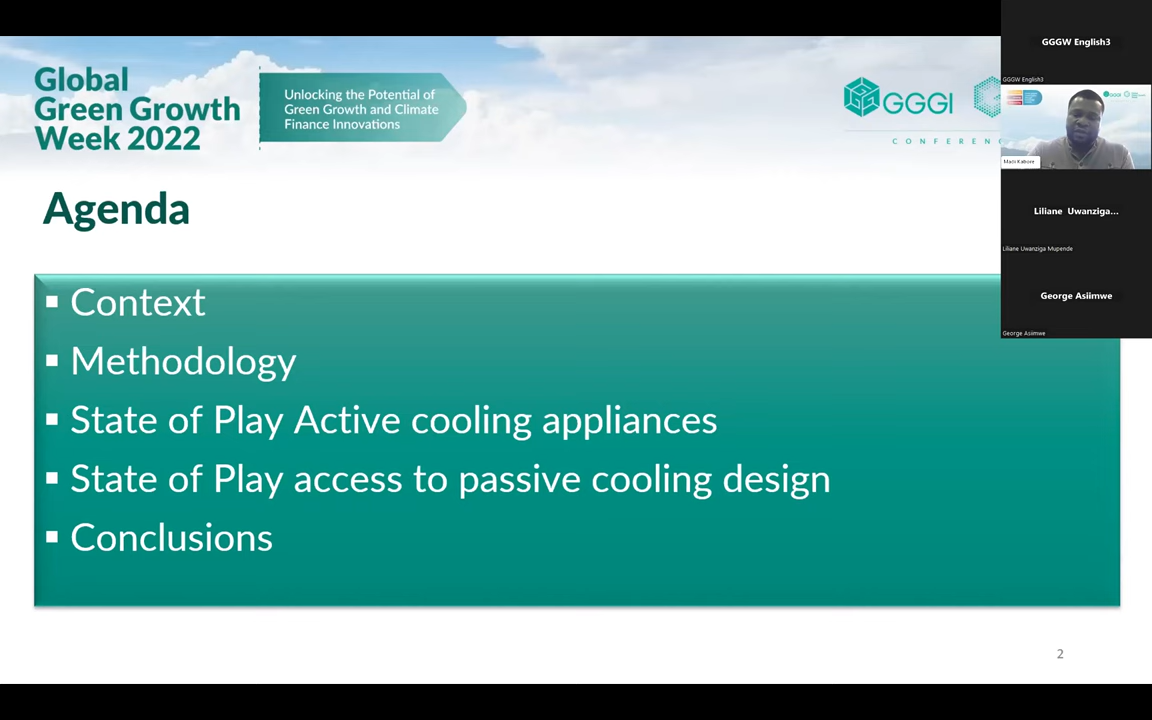 Global
Green Growth
Week 2022
Unlocking the Potential of
Green Growth and Climate
Finance Innovations
GGGI
CONFERENC
Agenda
▪ Context
▪ Methodology
▪ State of Play Active cooling appliances
▪ State of Play access to passive cooling design
▪ Conclusions
2
GGGW English3
GGGW English3
Maci Kabore
Liliane Uwanziga...
Liliane Uwanziga Mupende
George Asiimwe
George Asiimwe